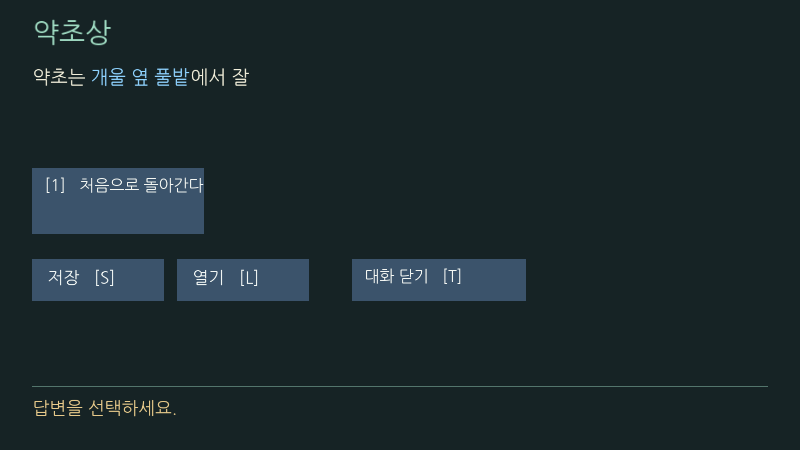 약초상
약초는 개울 옆 풀밭에서 잘
[1] 처음으로 돌아간다
저장 [S] 열기 [L] 대화 닫기 [T]
답변을 선택하세요.